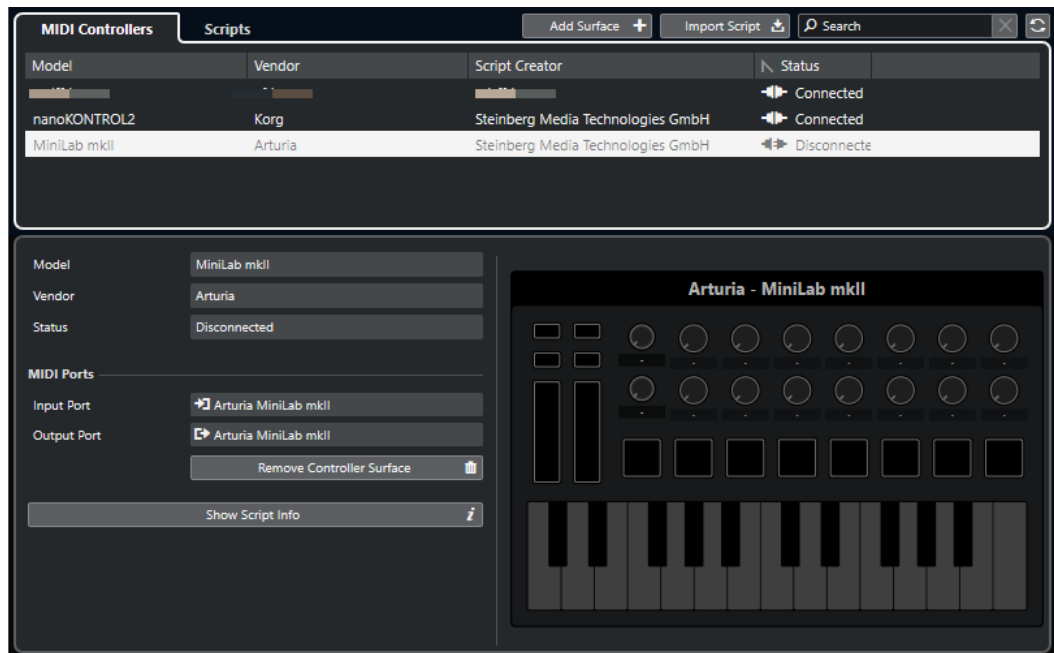 MIDI Controllers Scripts Add Surface Import Script Search
Model Vendor Script Creator Status
Connected
nanoKONTROL2 Korg Steinberg Media Technologies GmbH Connected
MiniLab mkII Arturia Steinberg Media Technologies GmbH Disconnecte
Model MiniLab mkII
Arturia - MiniLab mkII
Vendor Arturia
Status Disconnected
MIDI Ports
Input Port Arturia MiniLab mkII
Output Port Arturia MiniLab mkII
Remove Controller Surface
Show Script Info